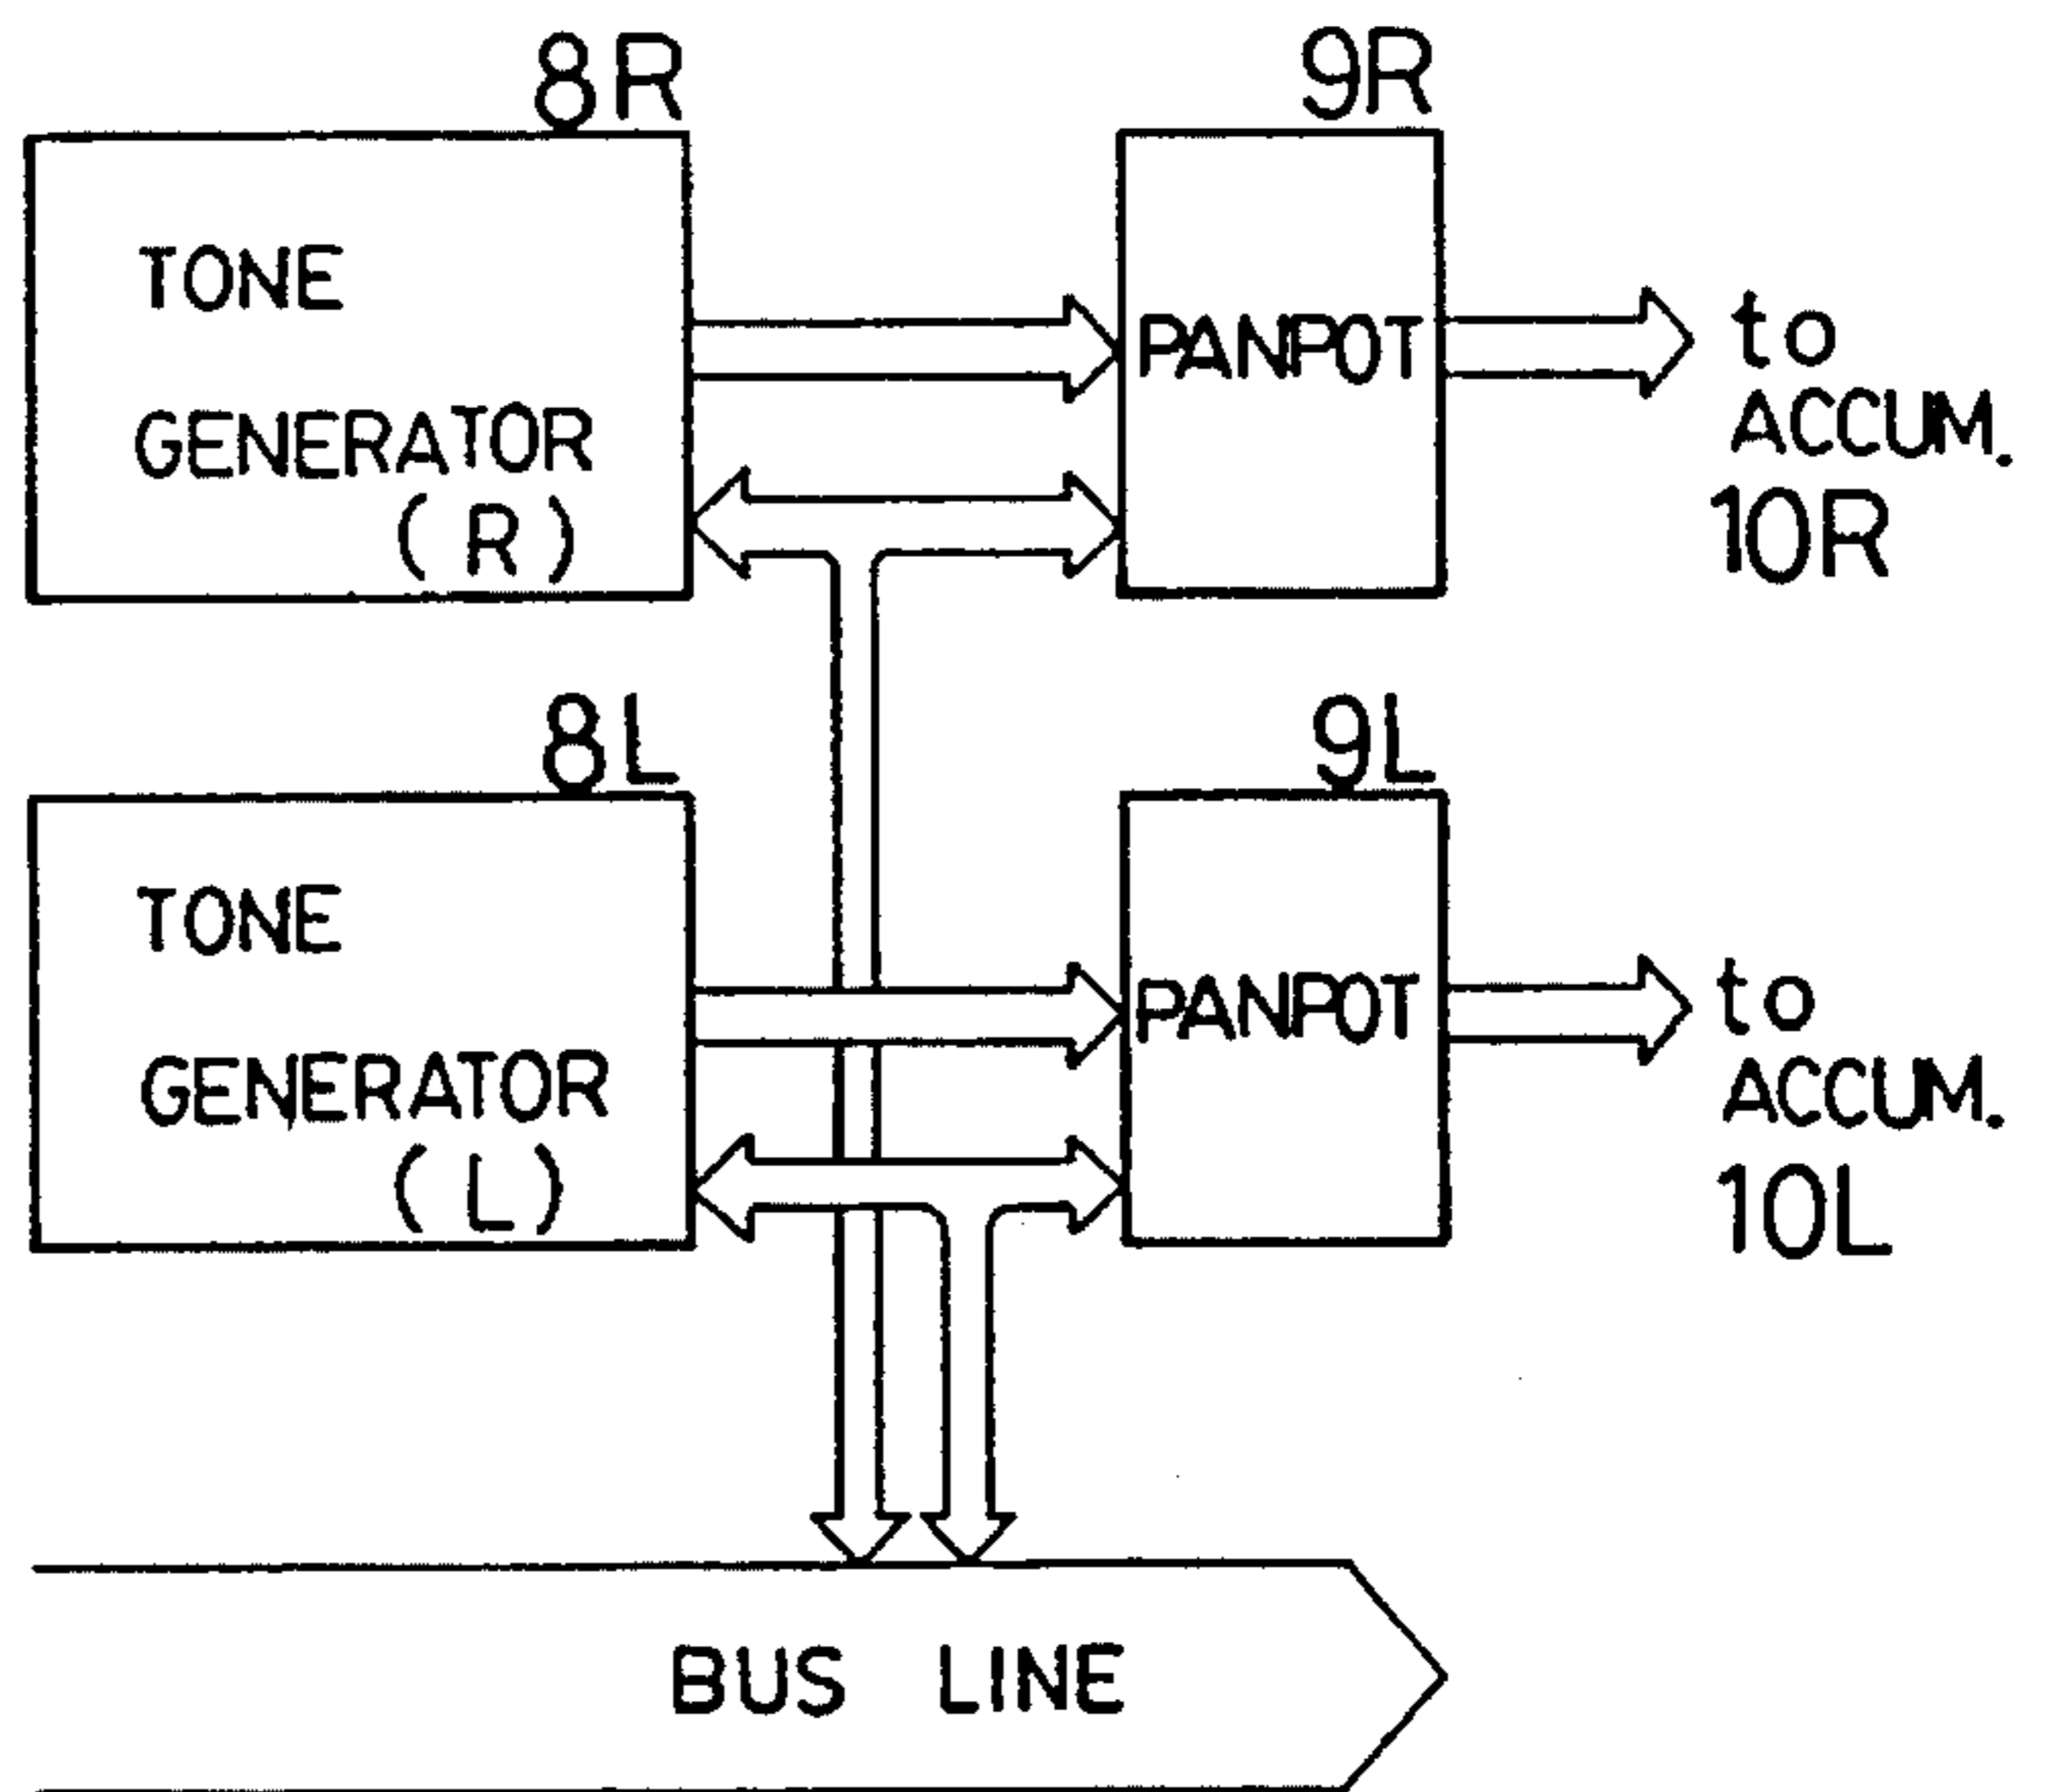 8R
9R
TONE
GENERATOR
(R)
PANPOT
to
ACCUM.
10R
8L
9L
TONE
GENERATOR
(L)
PANPOT
to
ACCUM.
10L
BUS LINE